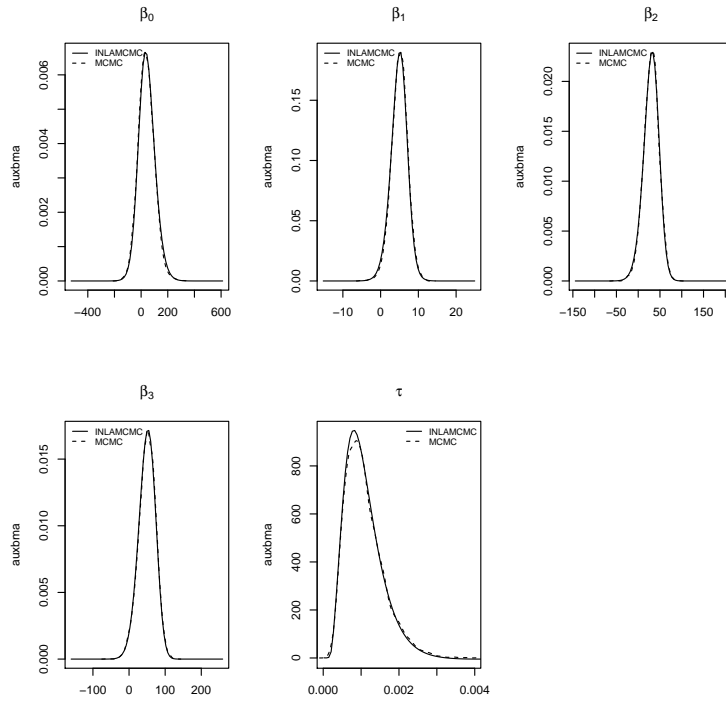 β0
INLAMCMC
MCMC
auxbma
0.000 0.002 0.004 0.006
−400 0 200 600
β1
INLAMCMC
MCMC
auxbma
0.00 0.05 0.10 0.15
−10 0 10 20
β2
INLAMCMC
MCMC
auxbma
0.000 0.005 0.010 0.015 0.020
−150 −50 50 150
β3
INLAMCMC
MCMC
auxbma
0.000 0.005 0.010 0.015
−100 0 100 200
τ
INLAMCMC
MCMC
auxbma
0 200 400 600 800
0.000 0.002 0.004